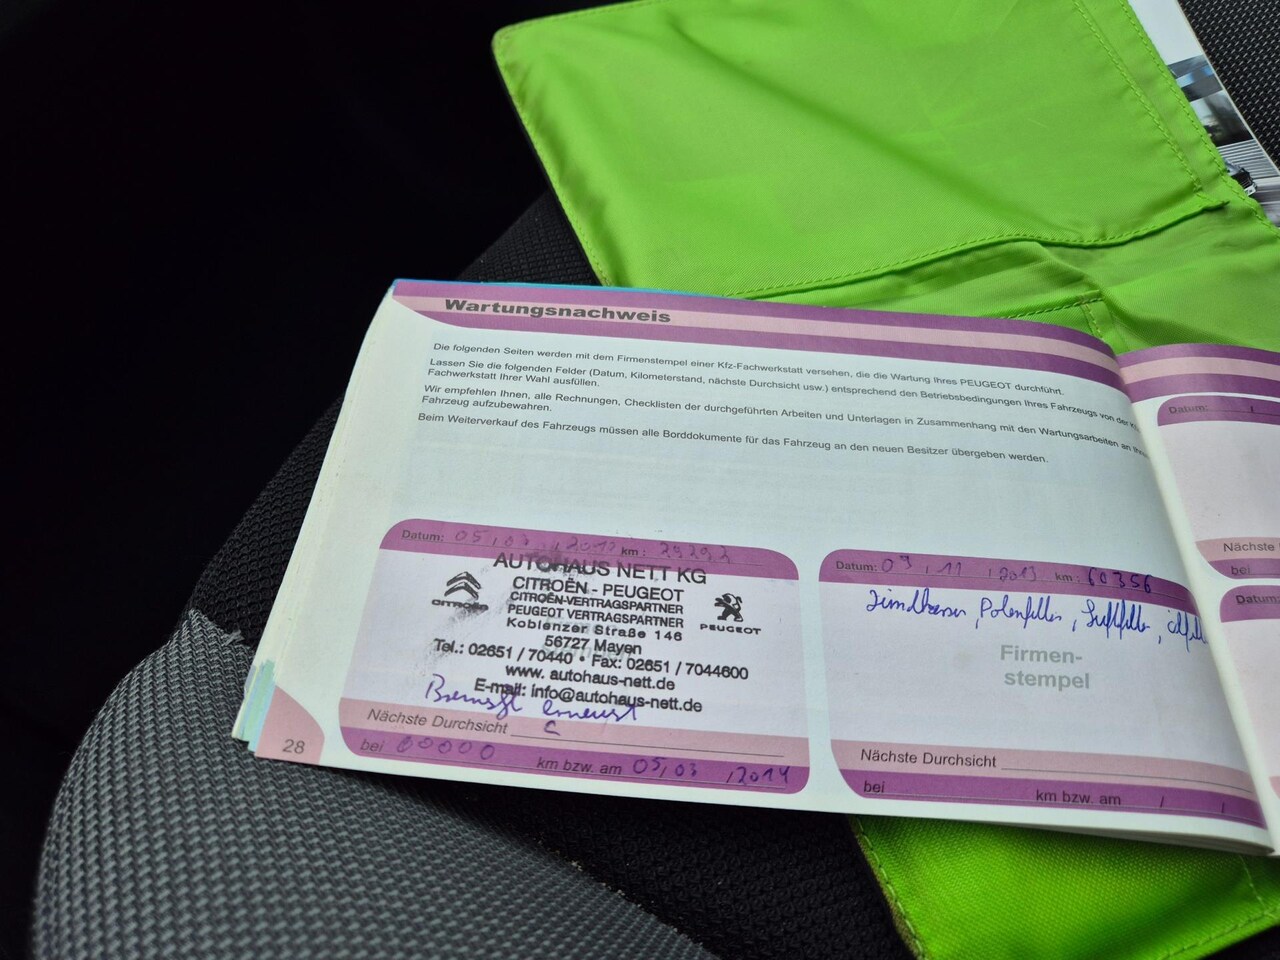 Wartungsnachweis
Die folgenden Seiten werden mit dem Firmenstempel einer Kfz-Fachwerkstatt versehen, die die Wartung Ihres PEUGEOT durchführt.
Lassen Sie die folgenden Felder (Datum, Kilometerstand, nächste Durchsicht usw.) entsprechend den Betriebsbedingungen Ihres Fahrzeugs von der
Fachwerkstatt Ihrer Wahl ausfüllen.
Wir empfehlen Ihnen, alle Rechnungen, Checklisten der durchgeführten Arbeiten und Unterlagen in Zusammenhang mit den Wartungsarbeiten an
Fahrzeug aufzubewahren.
Beim Weiterverkauf des Fahrzeugs müssen alle Borddokumente für das Fahrzeug an den neuen Besitzer übergeben werden.
Datum: 05,03 km:
AUTOHAUS NETT KG
CITROËN - PEUGEOT
CITROËN-VERTRAGSPARTNER
PEUGEOT VERTRAGSPARTNER
Koblenzer Straße 146
56727 Mayen
Tel.: 02651 / 70440 • Fax: 02651 / 7044600
www. autohaus-nett.de
E-mail: info@autohaus-nett.de
CITROËN
PEUGEOT
Nächste Durchsicht
bei 60000 km bzw. am 05,03,2014
28
Datum: 09,11,2013 km: 60356
Polenfilter, Luftfilter,
Firmen-
stempel
Nächste Durchsicht
bei km bzw. am / /
Datum: /
Nächste
bei
Datum: